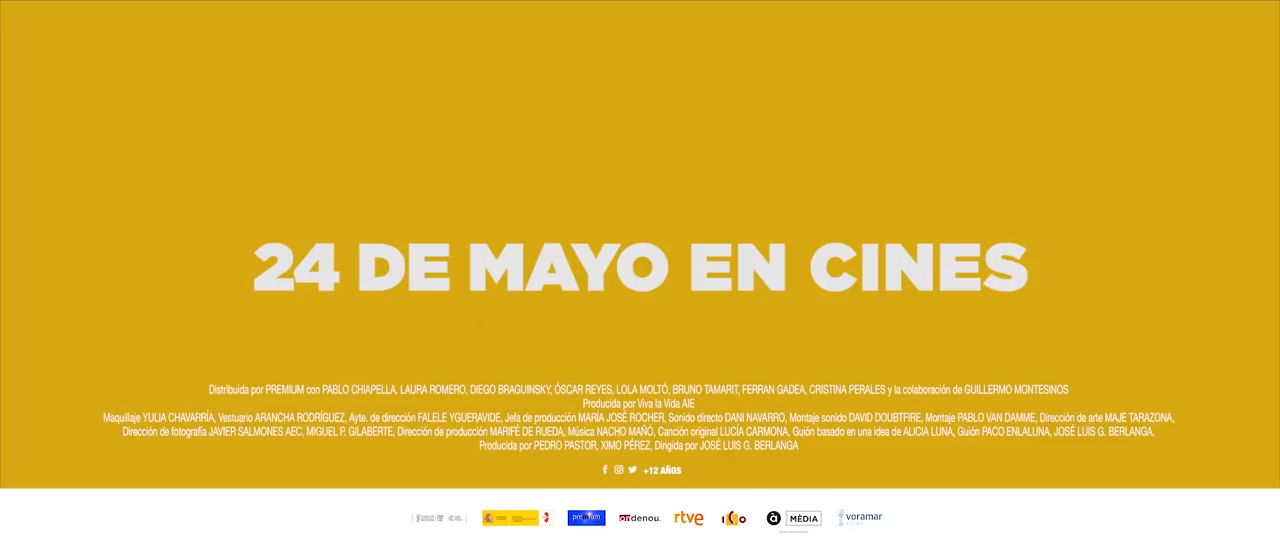 24 DE MAYO EN CINES
Distribuida por PREMIUM con PABLO CHIAPELLA, LAURA ROMERO, DIEGO BRAGUINSKY, ÓSCAR REYES, LOLA MOLTÓ, BRUNO TAMARIT, FERRAN GADEA, CRISTINA PERALES y la colaboración de GUILLERMO MONTESINOS
Producida por Viva la Vida AIE
Maquillaje YULIA CHAVARRÍA, Vestuario ARANCHA RODRÍGUEZ, Ayte. de dirección FALELE YGUERAVIDE, Jefa de producción MARÍA JOSÉ ROCHER, Sonido directo DANI NAVARRO, Montaje sonido DAVID DOUBTFIRE, Montaje PABLO VAN DAMME, Dirección de arte MAJE TARAZONA,
Dirección de fotografía JAVIER SALMONES AEC, MIGUEL P. GILABERTE, Dirección de producción MARIFÉ DE RUEDA, Música NACHO MAÑÓ, Canción original LUCÍA CARMONA, Guión basado en una idea de ALICIA LUNA, Guión PACO ENLALUNA, JOSÉ LUIS G. BERLANGA,
Producida por PEDRO PASTOR, XIMO PÉREZ, Dirigida por JOSÉ LUIS G. BERLANGA
+12 AÑOS
premium ondenou. rtve ICO à MÈDIA voramar